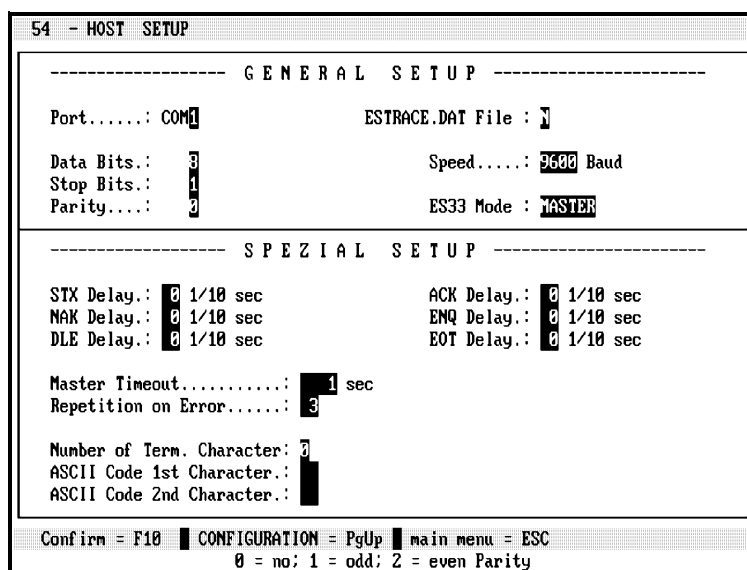 54 - HOST SETUP
------------------- G E N E R A L S E T U P ----------------------
Port......: COM1 ESTRACE.DAT File : N
Data Bits.: 8 Speed.....: 9600 Baud
Stop Bits.: 1
Parity....: 0 ES33 Mode : MASTER
------------------- S P E Z I A L S E T U P ----------------------
STX Delay.: 0 1/10 sec ACK Delay.: 0 1/10 sec
NAK Delay.: 0 1/10 sec ENQ Delay.: 0 1/10 sec
DLE Delay.: 0 1/10 sec EOT Delay.: 0 1/10 sec
Master Timeout...........: 1 sec
Repetition on Error......: 3
Number of Term. Character: 0
ASCII Code 1st Character.:
ASCII Code 2nd Character.:
Confirm = F10 CONFIGURATION = PgUp main menu = ESC
0 = no; 1 = odd; 2 = even Parity